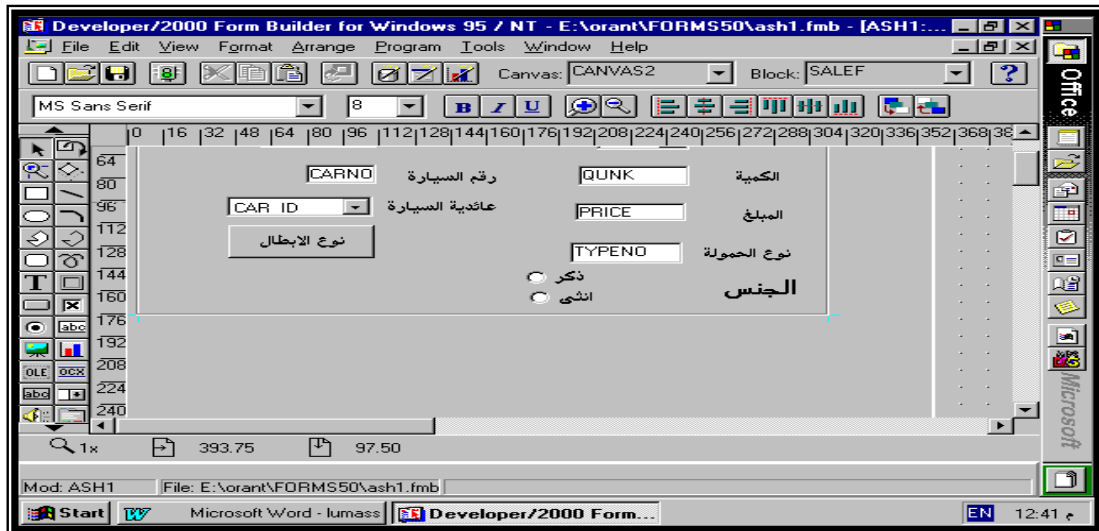 Developer/2000 Form Builder for Windows 95 / NT - E:\orant\FORMS50\ash1.fmb - [ASH1:...
File Edit View Format Arrange Program Tools Window Help
Canvas: CANVAS2 Block: SALEF
MS Sans Serif 8 B I U
0 16 32 48 64 80 96 112 128 144 160 176 192 208 224 240 256 272 288 304 320 336 352 368 38
64
80
96
112
128
144
160
176
192
208
224
240
الكمية QUNK رقم السيارة CARNO
المبلغ PRICE عائدية السيارة CAR ID
نوع الابطال
نوع الحمولة TYPENO
الجنس
ذكر
انثى
T
abc
OLE OCX
abc
1x 393.75 97.50
Mod: ASH1 File: E:\orant\FORMS50\ash1.fmb
Start Microsoft Word - lumass Developer/2000 Form... EN 12:41 م
Office
Microsoft